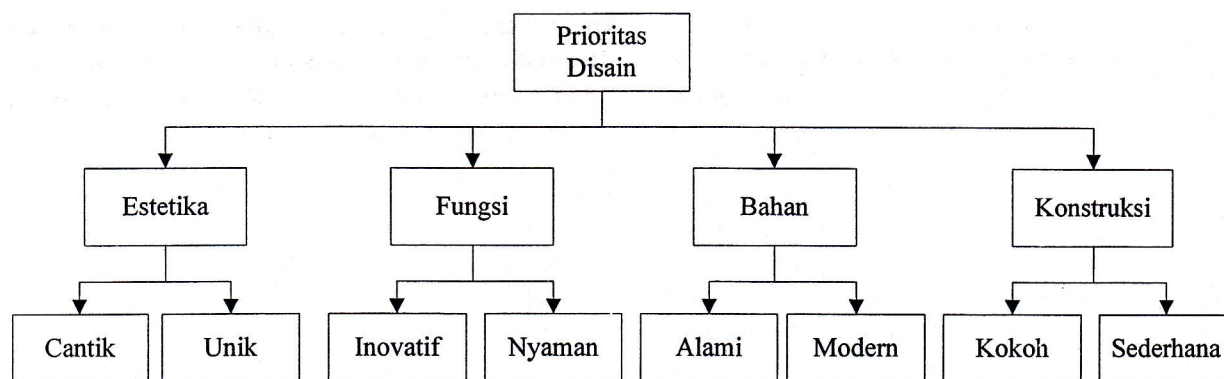 Prioritas
Disain
Estetika
Fungsi
Bahan
Konstruksi
Cantik
Unik
Inovatif
Nyaman
Alami
Modern
Kokoh
Sederhana